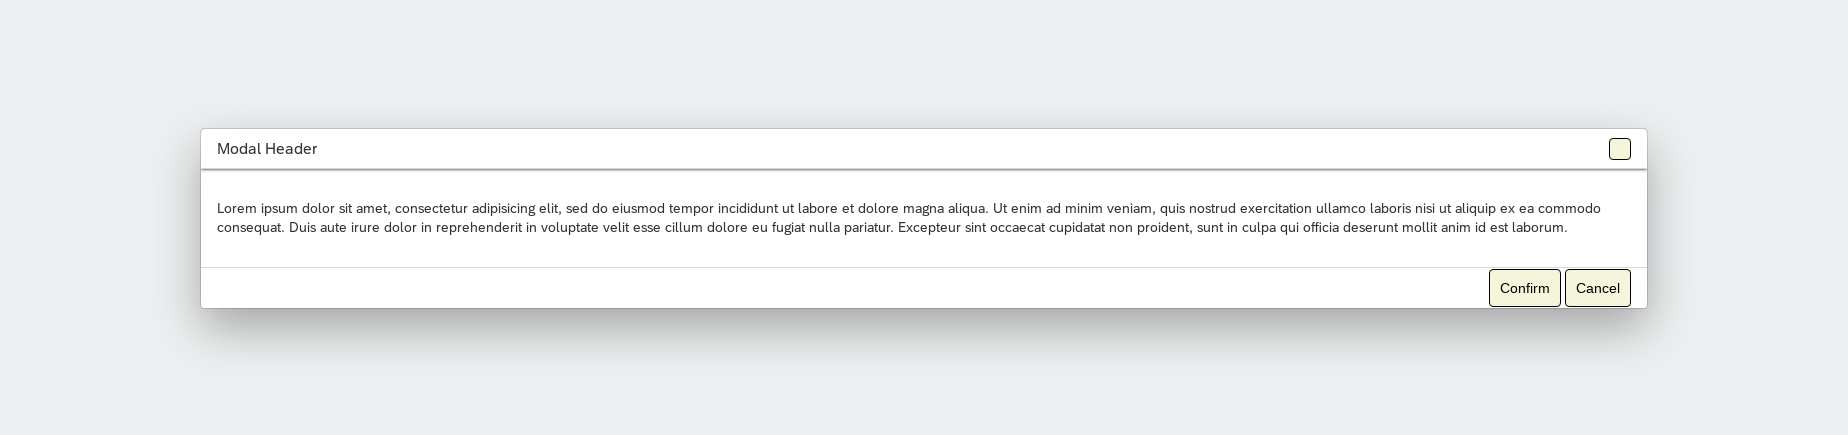 Modal Header
Lorem ipsum dolor sit amet, consectetur adipisicing elit, sed do eiusmod tempor incididunt ut labore et dolore magna aliqua. Ut enim ad minim veniam, quis nostrud exercitation ullamco laboris nisi ut aliquip ex ea commodo
consequat. Duis aute irure dolor in reprehenderit in voluptate velit esse cillum dolore eu fugiat nulla pariatur. Excepteur sint occaecat cupidatat non proident, sunt in culpa qui officia deserunt mollit anim id est laborum.
Confirm Cancel